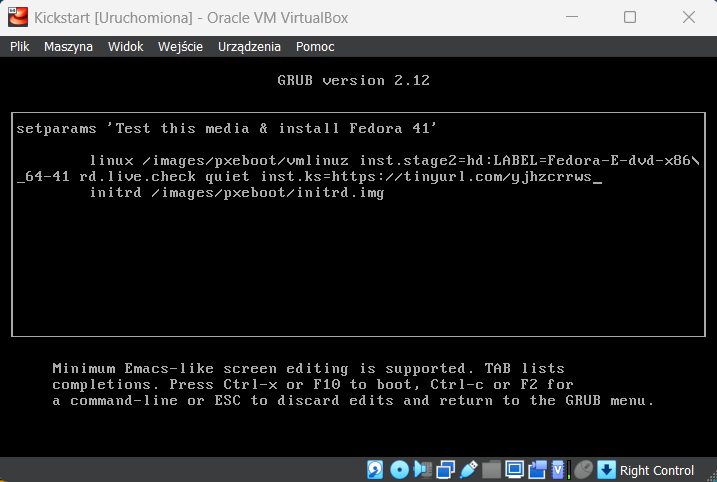 Kickstart [Uruchomiona] - Oracle VM VirtualBox
Plik Maszyna Widok Wejście Urządzenia Pomoc
GRUB version 2.12
setparams 'Test this media & install Fedora 41'
linux /images/pxeboot/vmlinuz inst.stage2=hd:LABEL=Fedora-E-dvd-x86\
_64-41 rd.live.check quiet inst.ks=https://tinyurl.com/yjhzcrrws_
initrd /images/pxeboot/initrd.img
Minimum Emacs-like screen editing is supported. TAB lists
completions. Press Ctrl-x or F10 to boot, Ctrl-c or F2 for
a command-line or ESC to discard edits and return to the GRUB menu.
Right Control